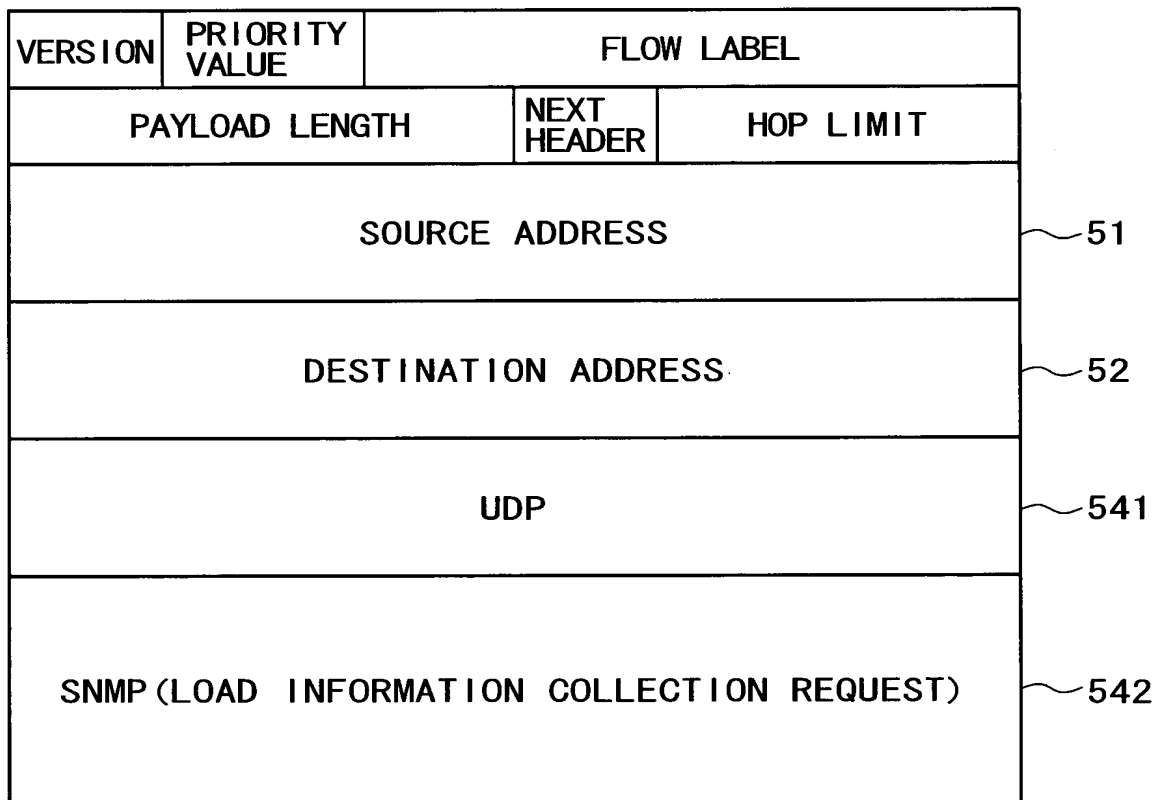 VERSION
PRIORITY
VALUE
FLOW LABEL
PAYLOAD LENGTH
NEXT
HEADER
HOP LIMIT
SOURCE ADDRESS
51
DESTINATION ADDRESS
52
UDP
541
SNMP(LOAD INFORMATION COLLECTION REQUEST)
542